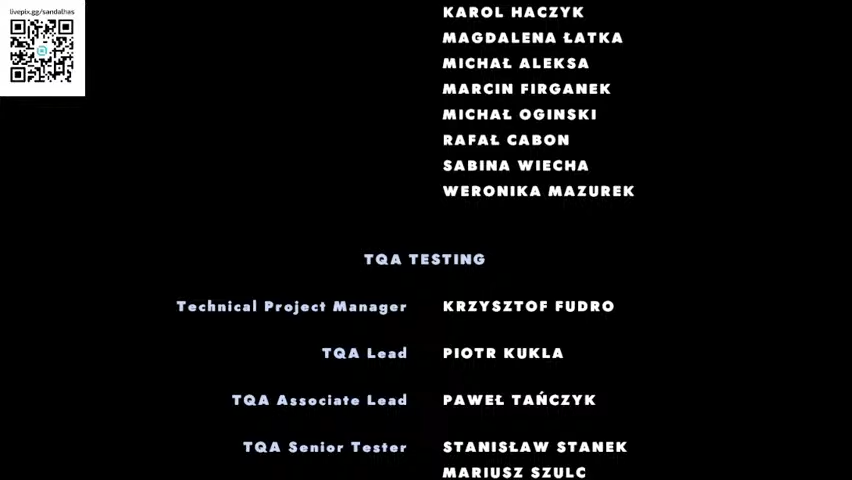 livepix.gg/sandalhas
KAROL HACZYK
MAGDALENA ŁATKA
MICHAŁ ALEKSA
MARCIN FIRGANEK
MICHAŁ OGINSKI
RAFAŁ CABON
SABINA WIECHA
WERONIKA MAZUREK
TQA TESTING
Technical Project Manager KRZYSZTOF FUDRO
TQA Lead PIOTR KUKLA
TQA Associate Lead PAWEŁ TAŃCZYK
TQA Senior Tester STANISŁAW STANEK
MARIUSZ SZULC